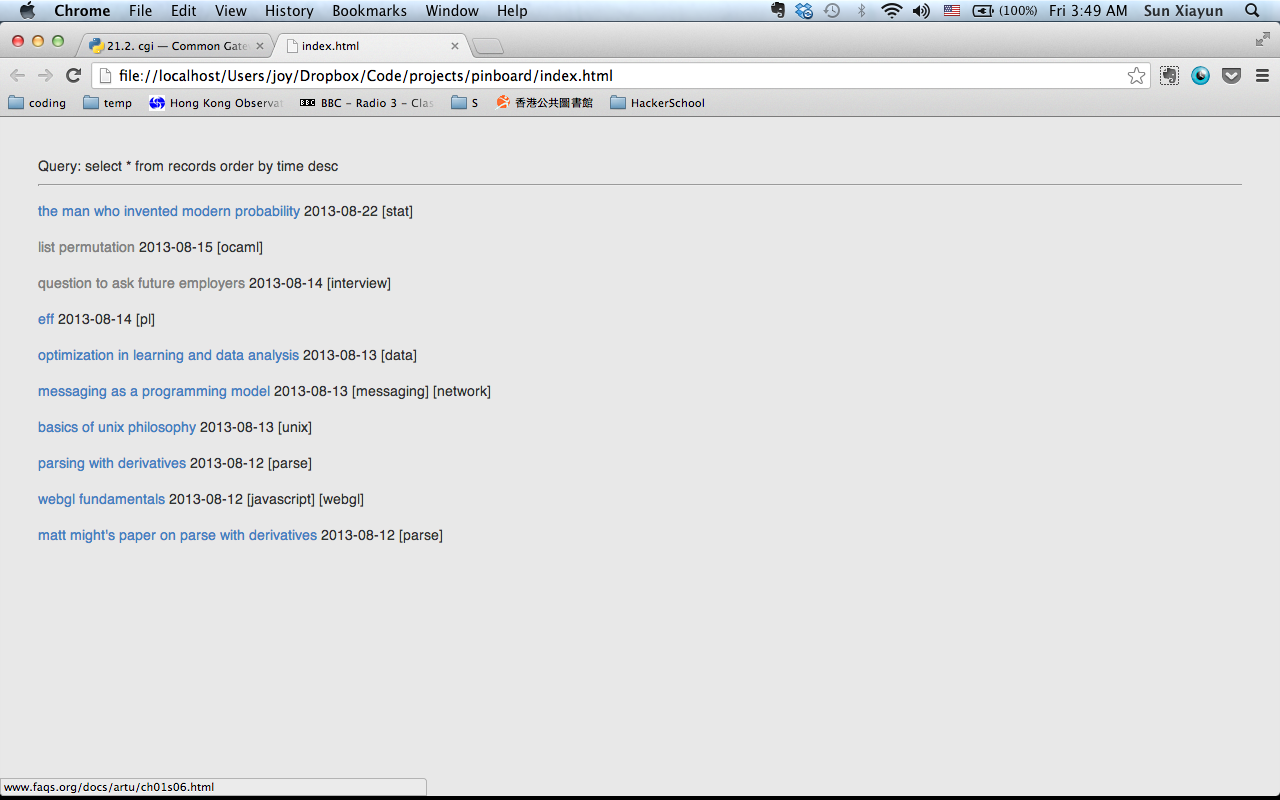 Chrome File Edit View History Bookmarks Window Help (100%) Fri 3:49 AM Sun Xiayun
21.2. cgi — Common Gate index.html
file://localhost/Users/joy/Dropbox/Code/projects/pinboard/index.html
coding temp Hong Kong Observat BBC BBC – Radio 3 – Clas S 香港公共圖書館 HackerSchool
Query: select * from records order by time desc
the man who invented modern probability 2013-08-22 [stat]
list permutation 2013-08-15 [ocaml]
question to ask future employers 2013-08-14 [interview]
eff 2013-08-14 [pl]
optimization in learning and data analysis 2013-08-13 [data]
messaging as a programming model 2013-08-13 [messaging] [network]
basics of unix philosophy 2013-08-13 [unix]
parsing with derivatives 2013-08-12 [parse]
webgl fundamentals 2013-08-12 [javascript] [webgl]
matt might's paper on parse with derivatives 2013-08-12 [parse]
www.faqs.org/docs/artu/ch01s06.html